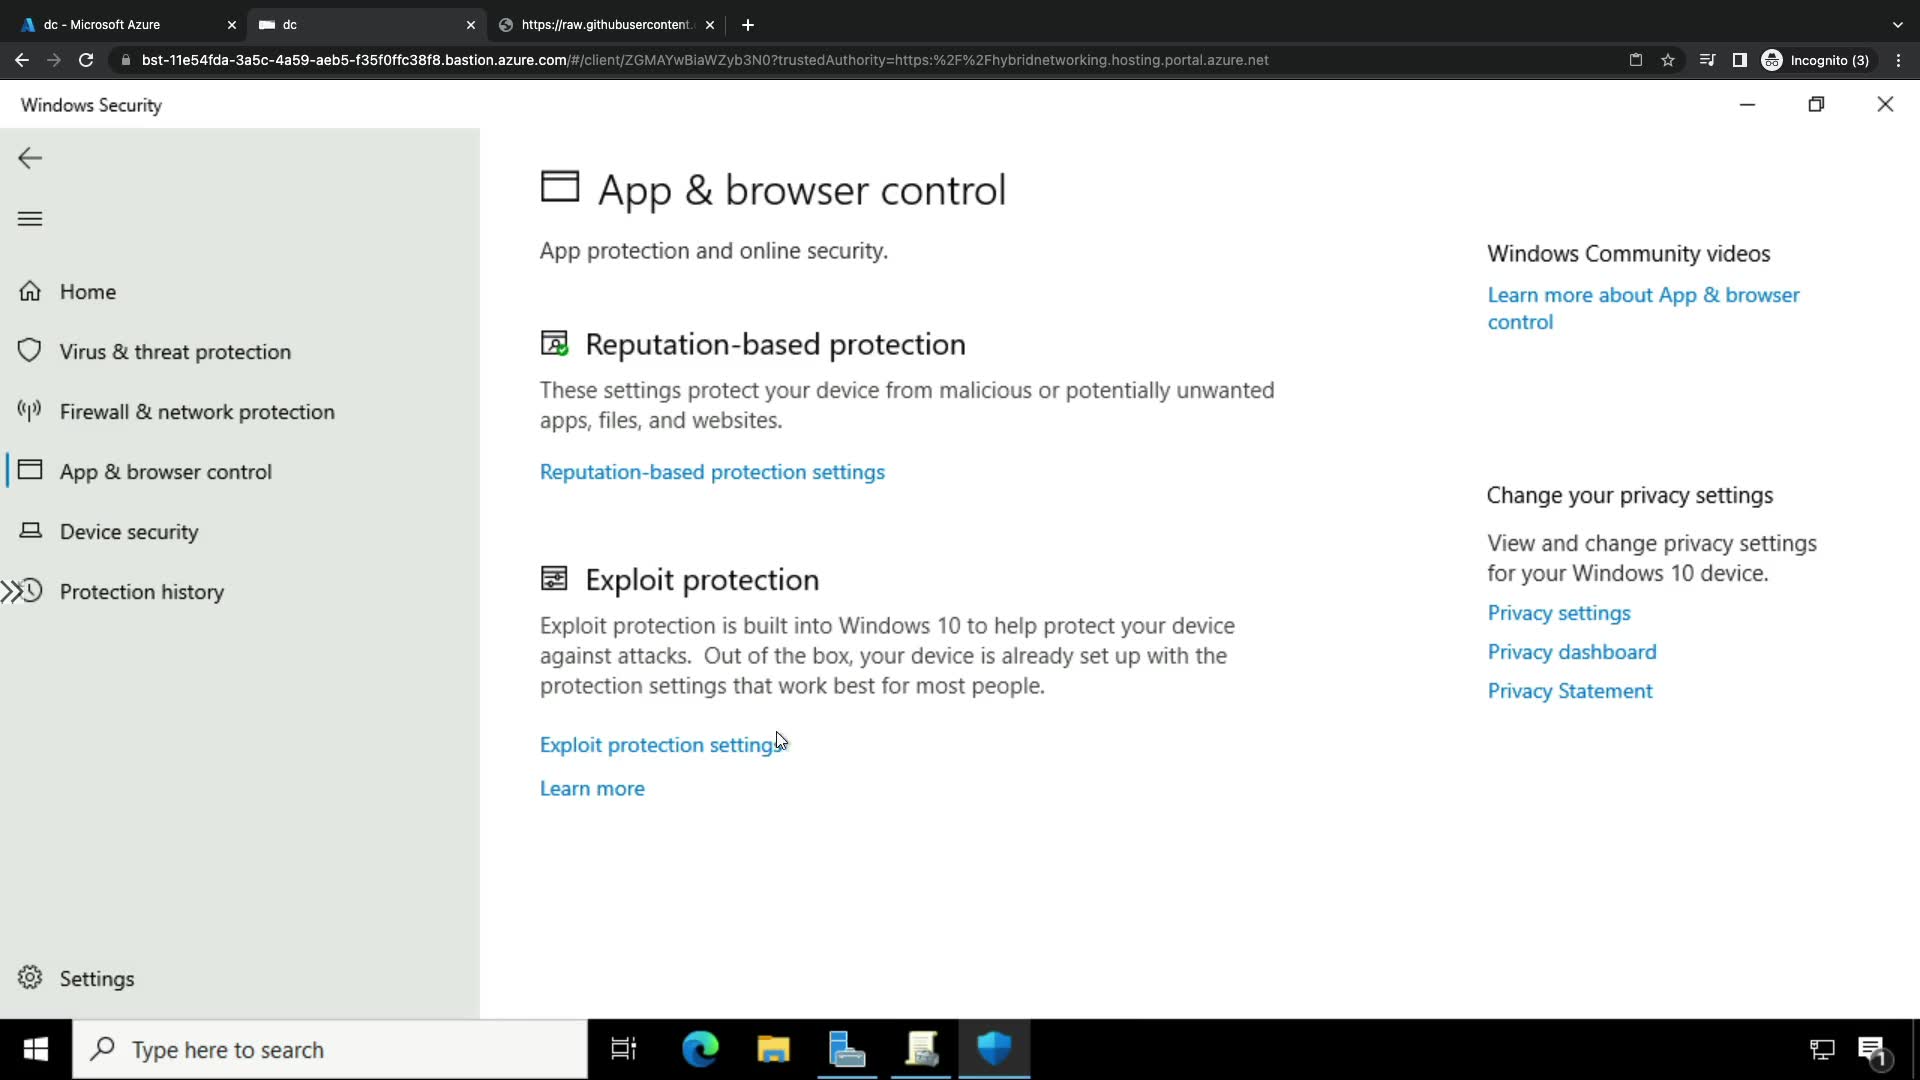 dc - Microsoft Azure
dc
https://raw.githubusercontent.
bst-11e54fda-3a5c-4a59-aeb5-f35f0ffc38f8.bastion.azure.com/#/client/ZGMAYwBiaWZyb3N0?trustedAuthority=https:%2F%2Fhybridnetworking.hosting.portal.azure.net
Incognito (3)
Windows Security
Home
Virus & threat protection
Firewall & network protection
App & browser control
Device security
Protection history
Settings
App & browser control
App protection and online security.
Reputation-based protection
These settings protect your device from malicious or potentially unwanted
apps, files, and websites.
Reputation-based protection settings
Exploit protection
Exploit protection is built into Windows 10 to help protect your device
against attacks. Out of the box, your device is already set up with the
protection settings that work best for most people.
Exploit protection settings
Learn more
Windows Community videos
Learn more about App & browser
control
Change your privacy settings
View and change privacy settings
for your Windows 10 device.
Privacy settings
Privacy dashboard
Privacy Statement
Type here to search
1